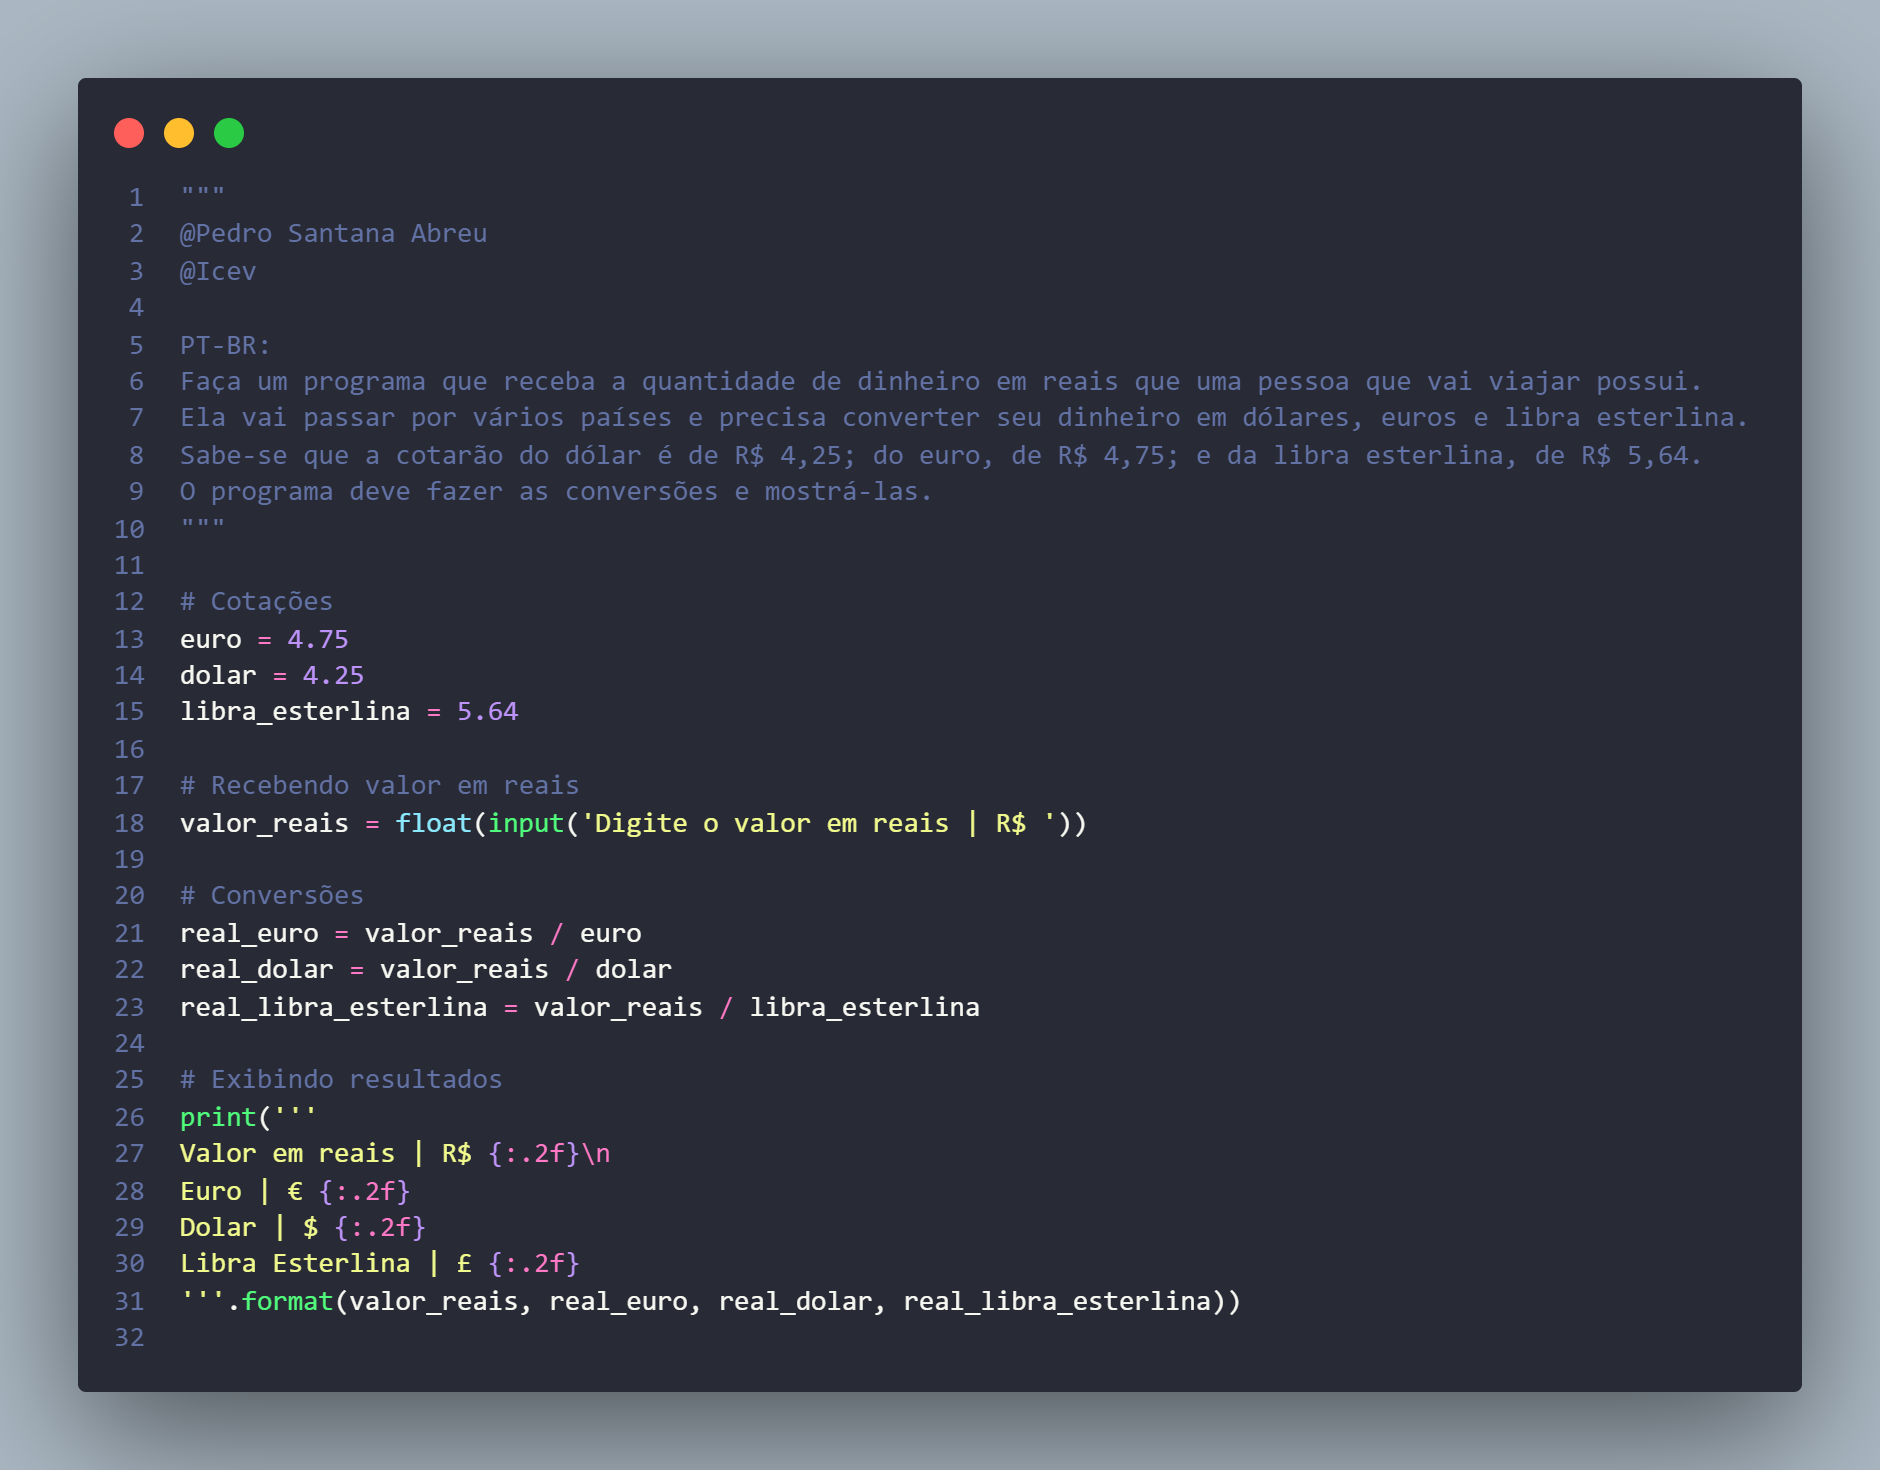 1 """
2 @Pedro Santana Abreu
3 @Icev
4
5 PT-BR:
6 Faça um programa que receba a quantidade de dinheiro em reais que uma pessoa que vai viajar possui.
7 Ela vai passar por vários países e precisa converter seu dinheiro em dólares, euros e libra esterlina.
8 Sabe-se que a cotarão do dólar é de R$ 4,25; do euro, de R$ 4,75; e da libra esterlina, de R$ 5,64.
9 O programa deve fazer as conversões e mostrá-las.
10 """
11
12 # Cotações
13 euro = 4.75
14 dolar = 4.25
15 libra_esterlina = 5.64
16
17 # Recebendo valor em reais
18 valor_reais = float(input('Digite o valor em reais | R$ '))
19
20 # Conversões
21 real_euro = valor_reais / euro
22 real_dolar = valor_reais / dolar
23 real_libra_esterlina = valor_reais / libra_esterlina
24
25 # Exibindo resultados
26 print('''
27 Valor em reais | R$ {:.2f}\n
28 Euro | € {:.2f}
29 Dolar | $ {:.2f}
30 Libra Esterlina | £ {:.2f}
31 '''.format(valor_reais, real_euro, real_dolar, real_libra_esterlina))
32